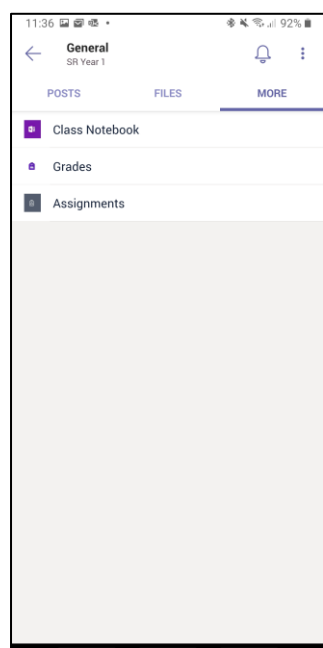 11:36 92%
General
SR Year 1
POSTS FILES MORE
Class Notebook
Grades
Assignments